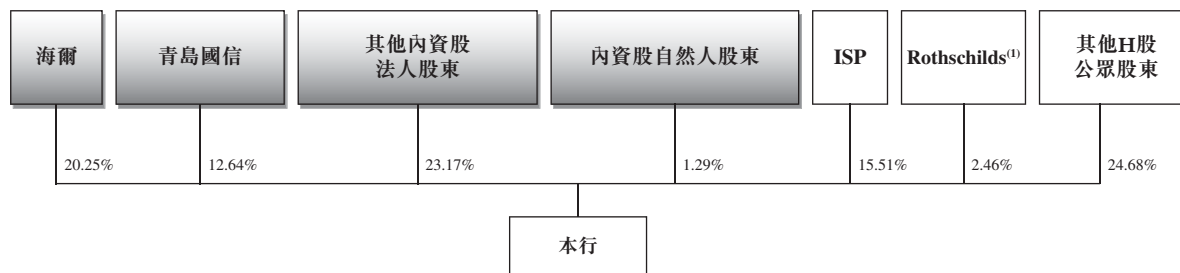 海爾
青島國信
其他內資股
法人股東
內資股自然人股東
ISP
Rothschilds(1)
其他H股
公眾股東
20.25%
12.64%
23.17%
1.29%
15.51%
2.46%
24.68%
本行